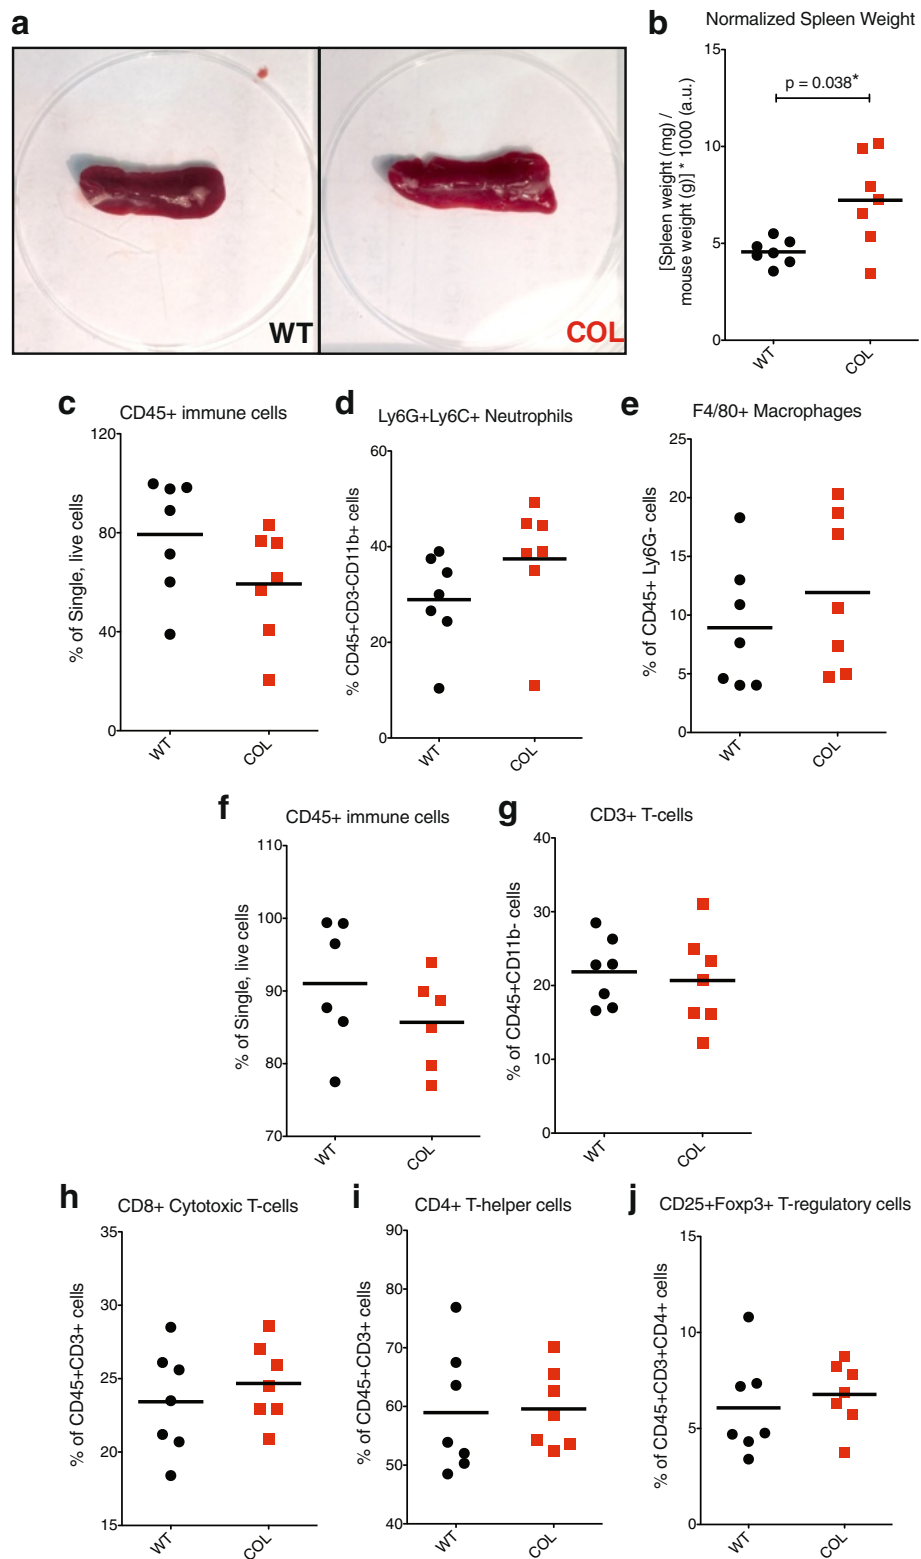 a
WT
COL
b
Normalized Spleen Weight
[Spleen weight (mg) /
mouse weight (g)] * 1000 (a.u.)
15
10
5
0
p = 0.038*
WT
COL
c
CD45+ immune cells
% of Single, live cells
120
80
40
0
WT
COL
d
Ly6G+Ly6C+ Neutrophils
% CD45+CD3-CD11b+ cells
60
40
20
0
WT
COL
e
F4/80+ Macrophages
% of CD45+ Ly6G- cells
25
20
15
10
5
0
WT
COL
f
CD45+ immune cells
% of Single, live cells
110
100
90
80
70
WT
COL
g
CD3+ T-cells
% of CD45+CD11b- cells
40
30
20
10
0
WT
COL
h
CD8+ Cytotoxic T-cells
% of CD45+CD3+ cells
35
30
25
20
15
WT
COL
i
CD4+ T-helper cells
% of CD45+CD3+ cells
90
80
70
60
50
40
WT
COL
j
CD25+Foxp3+ T-regulatory cells
% of CD45+CD3+CD4+ cells
15
10
5
0
WT
COL